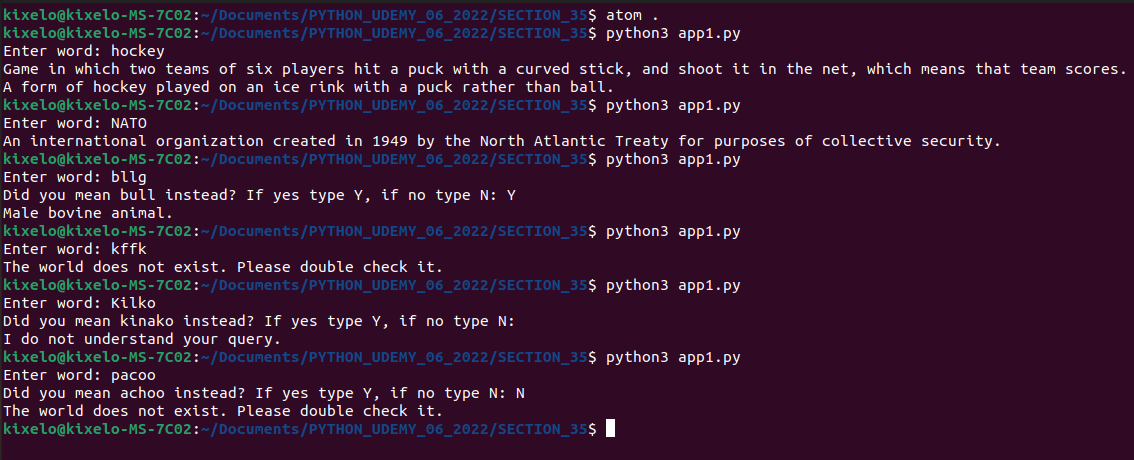 kixelo@kixelo-MS-7C02:~/Documents/PYTHON_UDEMY_06_2022/SECTION_35$ atom .
kixelo@kixelo-MS-7C02:~/Documents/PYTHON_UDEMY_06_2022/SECTION_35$ python3 app1.py
Enter word: hockey
Game in which two teams of six players hit a puck with a curved stick, and shoot it in the net, which means that team scores.
A form of hockey played on an ice rink with a puck rather than ball.
kixelo@kixelo-MS-7C02:~/Documents/PYTHON_UDEMY_06_2022/SECTION_35$ python3 app1.py
Enter word: NATO
An international organization created in 1949 by the North Atlantic Treaty for purposes of collective security.
kixelo@kixelo-MS-7C02:~/Documents/PYTHON_UDEMY_06_2022/SECTION_35$ python3 app1.py
Enter word: bllg
Did you mean bull instead? If yes type Y, if no type N: Y
Male bovine animal.
kixelo@kixelo-MS-7C02:~/Documents/PYTHON_UDEMY_06_2022/SECTION_35$ python3 app1.py
Enter word: kffk
The world does not exist. Please double check it.
kixelo@kixelo-MS-7C02:~/Documents/PYTHON_UDEMY_06_2022/SECTION_35$ python3 app1.py
Enter word: Kilko
Did you mean kinako instead? If yes type Y, if no type N:
I do not understand your query.
kixelo@kixelo-MS-7C02:~/Documents/PYTHON_UDEMY_06_2022/SECTION_35$ python3 app1.py
Enter word: pacoo
Did you mean achoo instead? If yes type Y, if no type N: N
The world does not exist. Please double check it.
kixelo@kixelo-MS-7C02:~/Documents/PYTHON_UDEMY_06_2022/SECTION_35$